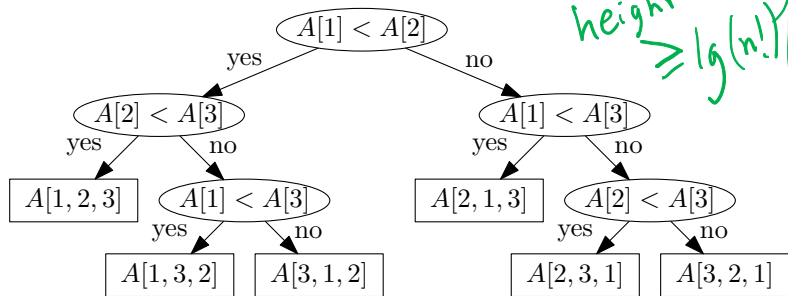 A[1] < A[2]
height
≥ lg(n!)
yes
no
A[2] < A[3]
A[1] < A[3]
yes
no
yes
no
A[1, 2, 3]
A[1] < A[3]
A[2, 1, 3]
A[2] < A[3]
yes
no
yes
no
A[1, 3, 2]
A[3, 1, 2]
A[2, 3, 1]
A[3, 2, 1]